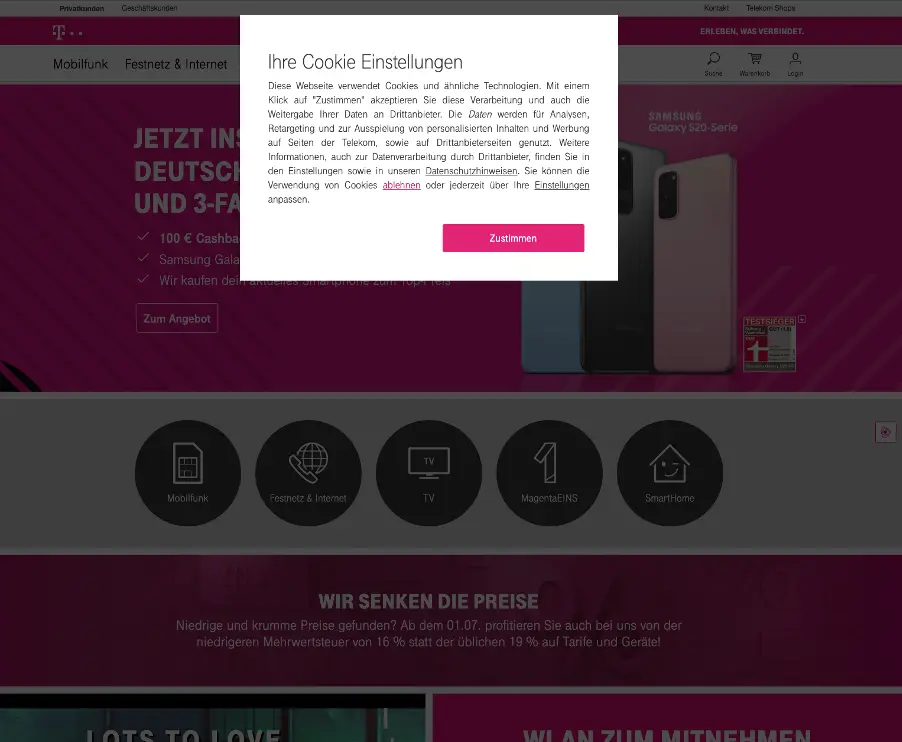 Privatkunden Geschäftskunden Kontakt Telekom Shops
ERLEBEN, WAS VERBINDET.
Mobilfunk Festnetz & Internet Suche Warenkorb Login
Ihre Cookie Einstellungen
Diese Webseite verwendet Cookies und ähnliche Technologien. Mit einem
Klick auf "Zustimmen" akzeptieren Sie diese Verarbeitung und auch die
Weitergabe Ihrer Daten an Drittanbieter. Die Daten werden für Analysen,
Retargeting und zur Ausspielung von personalisierten Inhalten und Werbung
auf Seiten der Telekom, sowie auf Drittanbieterseiten genutzt. Weitere
Informationen, auch zur Datenverarbeitung durch Drittanbieter, finden Sie in
den Einstellungen sowie in unseren Datenschutzhinweisen. Sie können die
Verwendung von Cookies ablehnen oder jederzeit über Ihre Einstellungen
anpassen.
Zustimmen
SAMSUNG
Galaxy S20-Serie
JETZT INS
DEUTSCH
UND 3-FA
100 € Cashba
Samsung Gala
Wir kaufen dein aktuelles Smartphone zum Top-Preis
Zum Angebot
TESTSIEGER
Mobilfunk
Festnetz & Internet
TV
TV
MagentaEINS
SmartHome
WIR SENKEN DIE PREISE
Niedrige und krumme Preise gefunden? Ab dem 01.07. profitieren Sie auch bei uns von der
niedrigeren Mehrwertsteuer von 16 % statt der üblichen 19 % auf Tarife und Geräte!
LOTS TO LOVE
WLAN ZUM MITNEHMEN